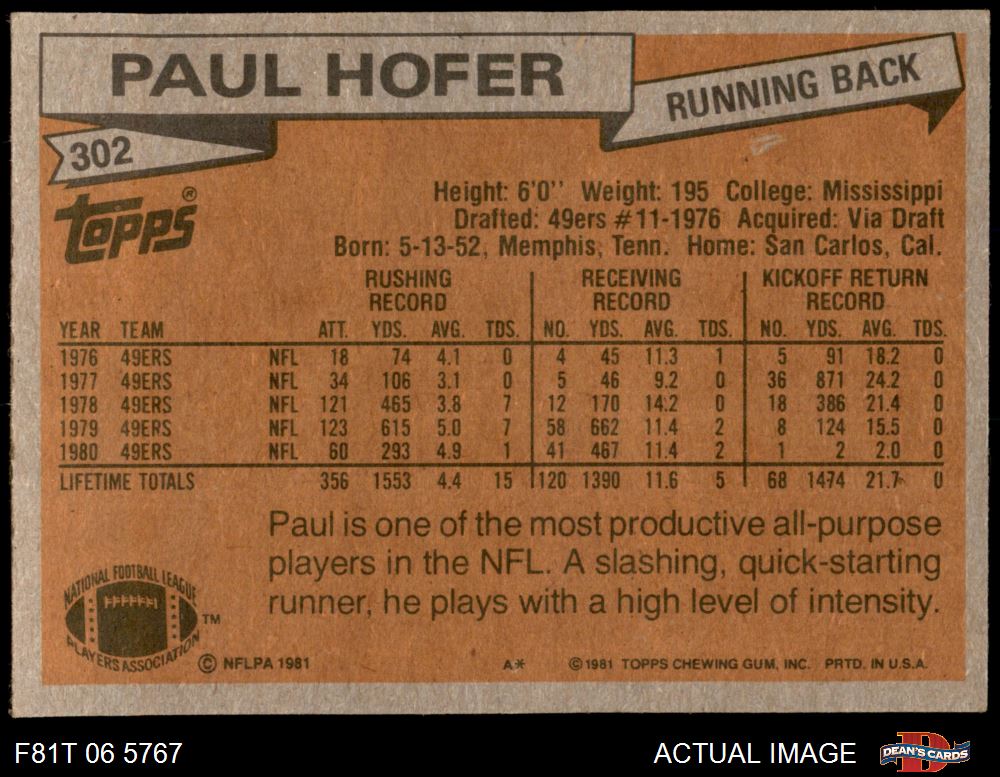 PAUL HOFER
RUNNING BACK
302
Topps®
Height: 6'0'' Weight: 195 College: Mississippi
Drafted: 49ers #11-1976 Acquired: Via Draft
Born: 5-13-52, Memphis, Tenn. Home: San Carlos, Cal.
RUSHING RECORD RECEIVING RECORD KICKOFF RETURN RECORD
YEAR TEAM ATT. YDS. AVG. TDS. NO. YDS. AVG. TDS. NO. YDS. AVG. TDS.
1976 49ERS NFL 18 74 4.1 0 4 45 11.3 1 5 91 18.2 0
1977 49ERS NFL 34 106 3.1 0 5 46 9.2 0 36 871 24.2 0
1978 49ERS NFL 121 465 3.8 7 12 170 14.2 0 18 386 21.4 0
1979 49ERS NFL 123 615 5.0 7 58 662 11.4 2 8 124 15.5 0
1980 49ERS NFL 60 293 4.9 1 41 467 11.4 2 1 2 2.0 0
LIFETIME TOTALS 356 1553 4.4 15 120 1390 11.6 5 68 1474 21.7 0
Paul is one of the most productive all-purpose
players in the NFL. A slashing, quick-starting
runner, he plays with a high level of intensity.
NATIONAL FOOTBALL LEAGUE
PLAYERS ASSOCIATION
TM
© NFLPA 1981 A* ©1981 TOPPS CHEWING GUM, INC. PRTD. IN U.S.A.
F81T 06 5767 ACTUAL IMAGE D DEAN'S CARDS